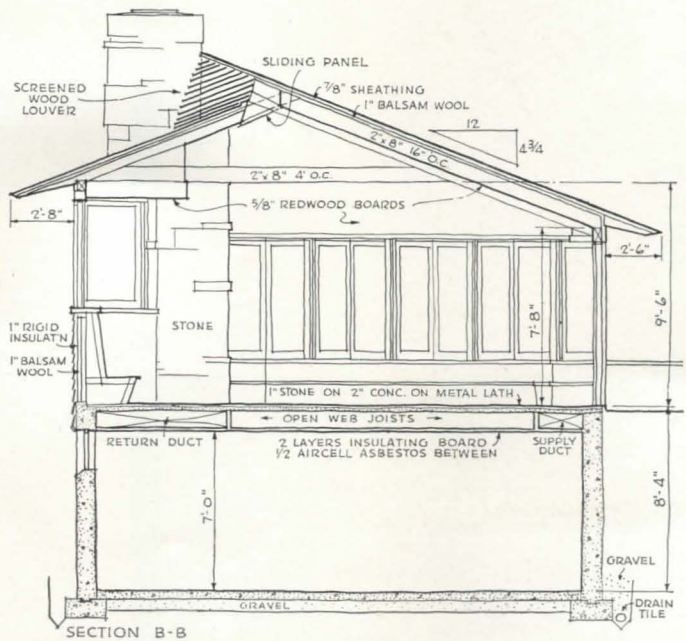 SLIDING PANEL
SCREENED
WOOD
LOUVER
7/8" SHEATHING
1" BALSAM WOOL
12
4 3/4
2"x 8" 16" O.C.
2"x 8" 4' O.C.
5/8" REDWOOD BOARDS
2'-8"
2'-6"
7'-8"
9'-6"
1" RIGID
INSULAT'N
1" BALSAM
WOOL
STONE
1" STONE ON 2" CONC. ON METAL LATH
OPEN WEB JOISTS
RETURN DUCT
2 LAYERS INSULATING BOARD
1/2 AIRCELL ASBESTOS BETWEEN
SUPPLY
DUCT
7'-0"
8'-4"
GRAVEL
GRAVEL
DRAIN
TILE
SECTION B-B